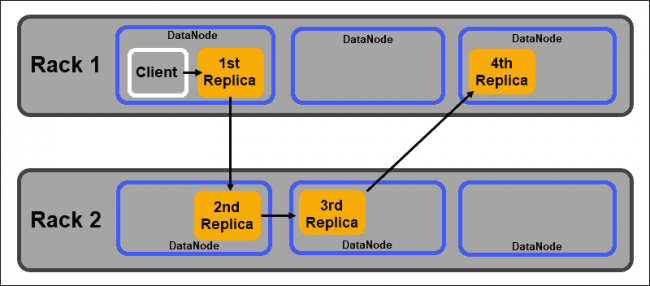 Rack 1
DataNode
Client
1st
Replica
DataNode
DataNode
4th
Replica
Rack 2
2nd
Replica
DataNode
3rd
Replica
DataNode
DataNode